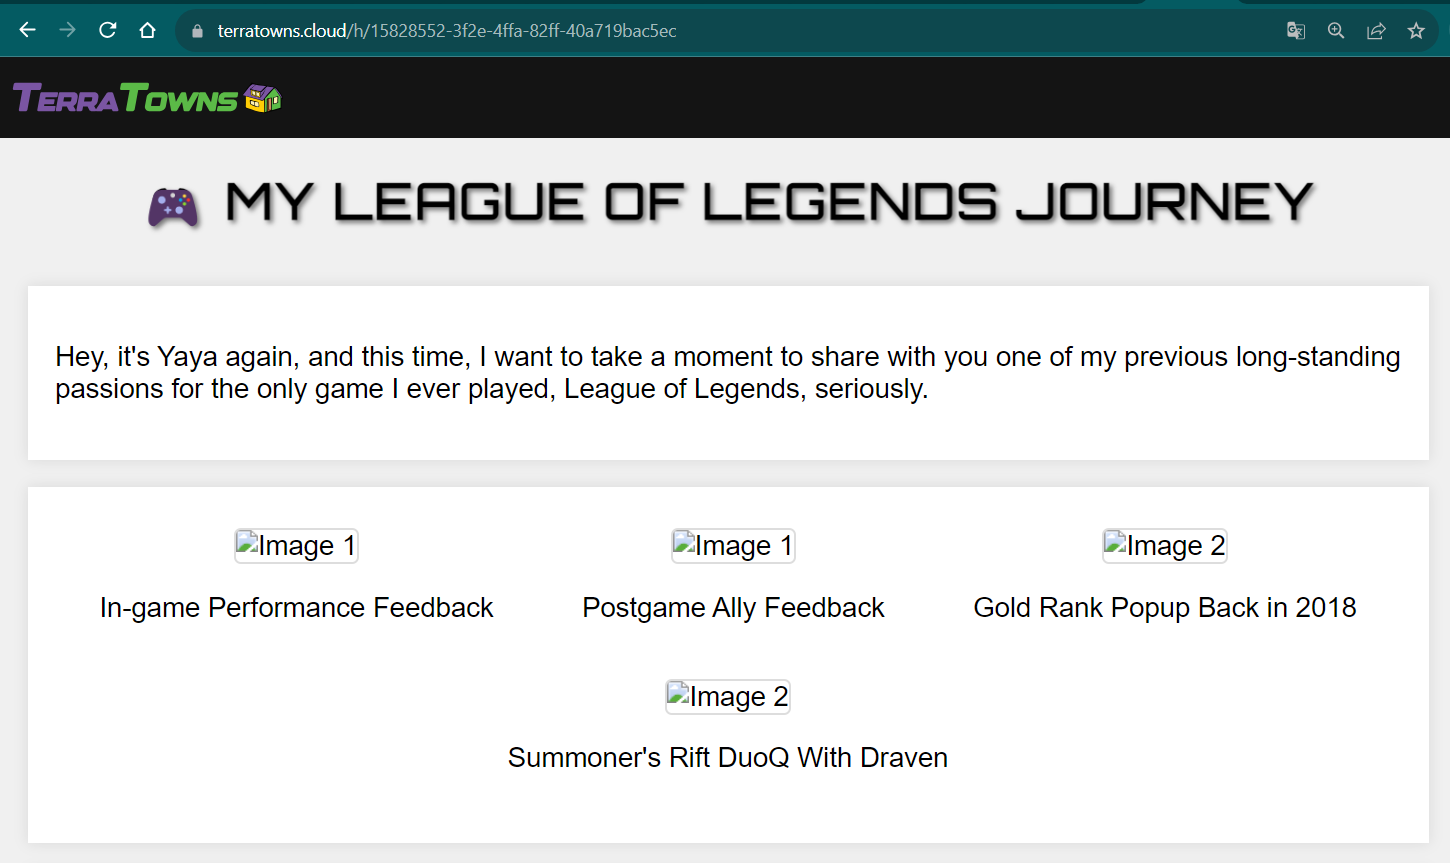 terratowns.cloud/h/15828552-3f2e-4ffa-82ff-40a719bac5ec
TERRATOWNS
MY LEAGUE OF LEGENDS JOURNEY
Hey, it's Yaya again, and this time, I want to take a moment to share with you one of my previous long-standing
passions for the only game I ever played, League of Legends, seriously.
Image 1 Image 1 Image 2
In-game Performance Feedback Postgame Ally Feedback Gold Rank Popup Back in 2018
Image 2
Summoner's Rift DuoQ With Draven